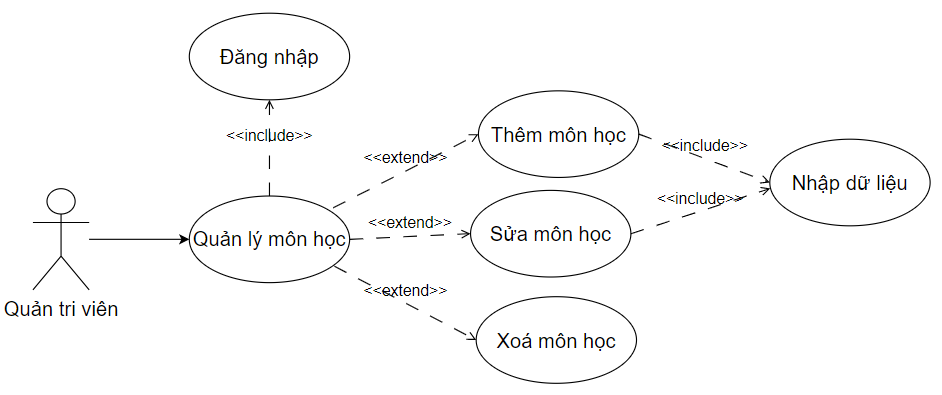 Đăng nhập
<<include>>
Thêm môn học
<<extend>>
<<include>>
Nhập dữ liệu
<<include>>
<<extend>>
Quản lý môn học
Sửa môn học
<<extend>>
Quản tri viên
Xoá môn học